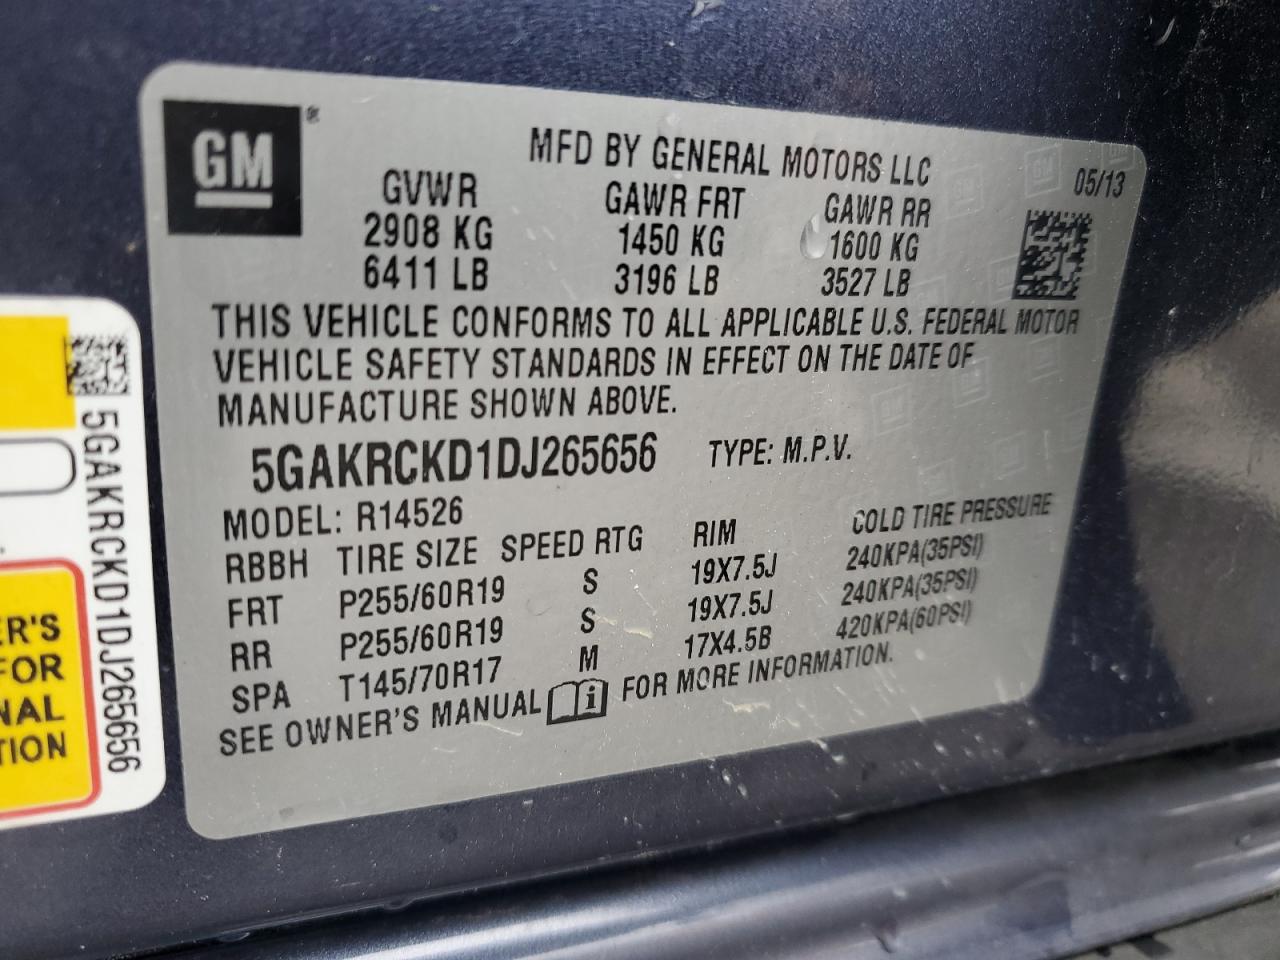 GM®
MFD BY GENERAL MOTORS LLC
05/13
GVWR GAWR FRT GAWR RR
2908 KG 1450 KG 1600 KG
6411 LB 3196 LB 3527 LB
THIS VEHICLE CONFORMS TO ALL APPLICABLE U.S. FEDERAL MOTOR
VEHICLE SAFETY STANDARDS IN EFFECT ON THE DATE OF
MANUFACTURE SHOWN ABOVE.
5GAKRCKD1DJ265656 TYPE: M.P.V.
MODEL: R14526
RBBH TIRE SIZE SPEED RTG RIM COLD TIRE PRESSURE
FRT P255/60R19 S 19X7.5J 240KPA(35PSI)
RR P255/60R19 S 19X7.5J 240KPA(35PSI)
SPA T145/70R17 M 17X4.5B 420KPA(60PSI)
SEE OWNER'S MANUAL i FOR MORE INFORMATION.
5GAKRCKD1DJ265656
ER'S
FOR
NAL
TION